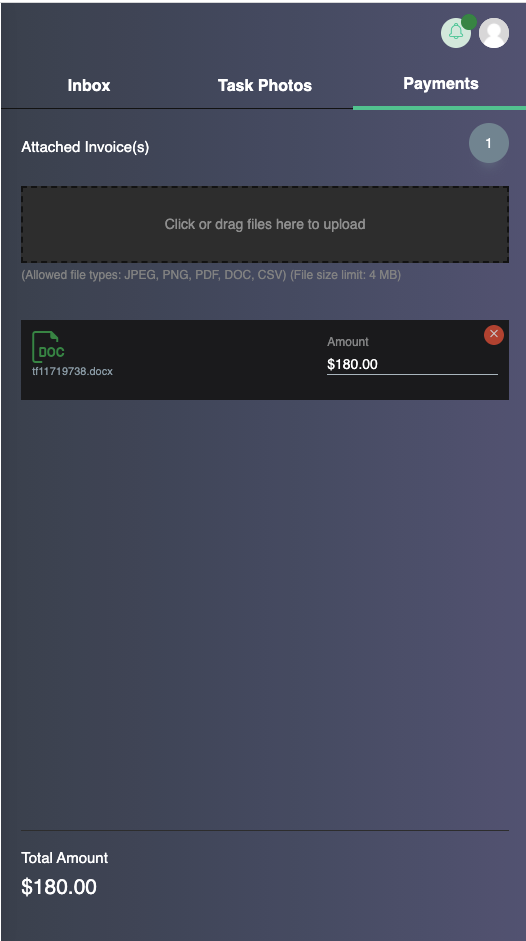 Inbox
Task Photos
Payments
Attached Invoice(s)
1
Click or drag files here to upload
(Allowed file types: JPEG, PNG, PDF, DOC, CSV) (File size limit: 4 MB)
DOC
tf11719738.docx
Amount
$180.00
Total Amount
$180.00